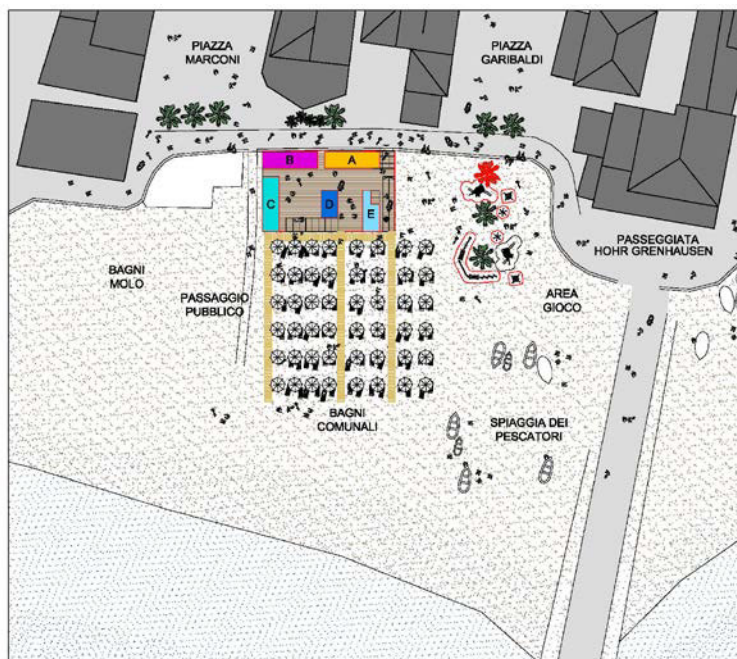 PIAZZA
MARCONI
PIAZZA
GARIBALDI
B
A
C
D
E
PASSEGGIATA
HOHR GRENHAUSEN
BAGNI
MOLO
PASSAGGIO
PUBBLICO
AREA
GIOCO
BAGNI
COMUNALI
SPIAGGIA DEI
PESCATORI